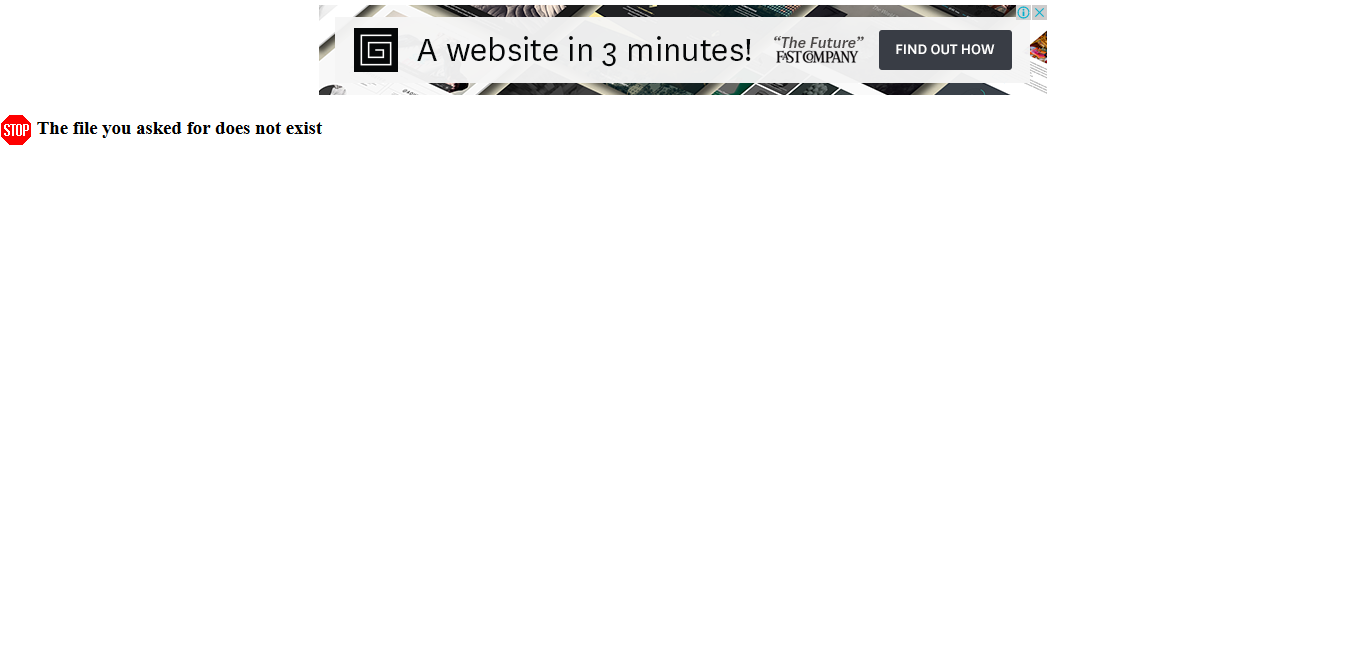 A website in 3 minutes!
“The Future”
FAST COMPANY
FIND OUT HOW
STOP
The file you asked for does not exist